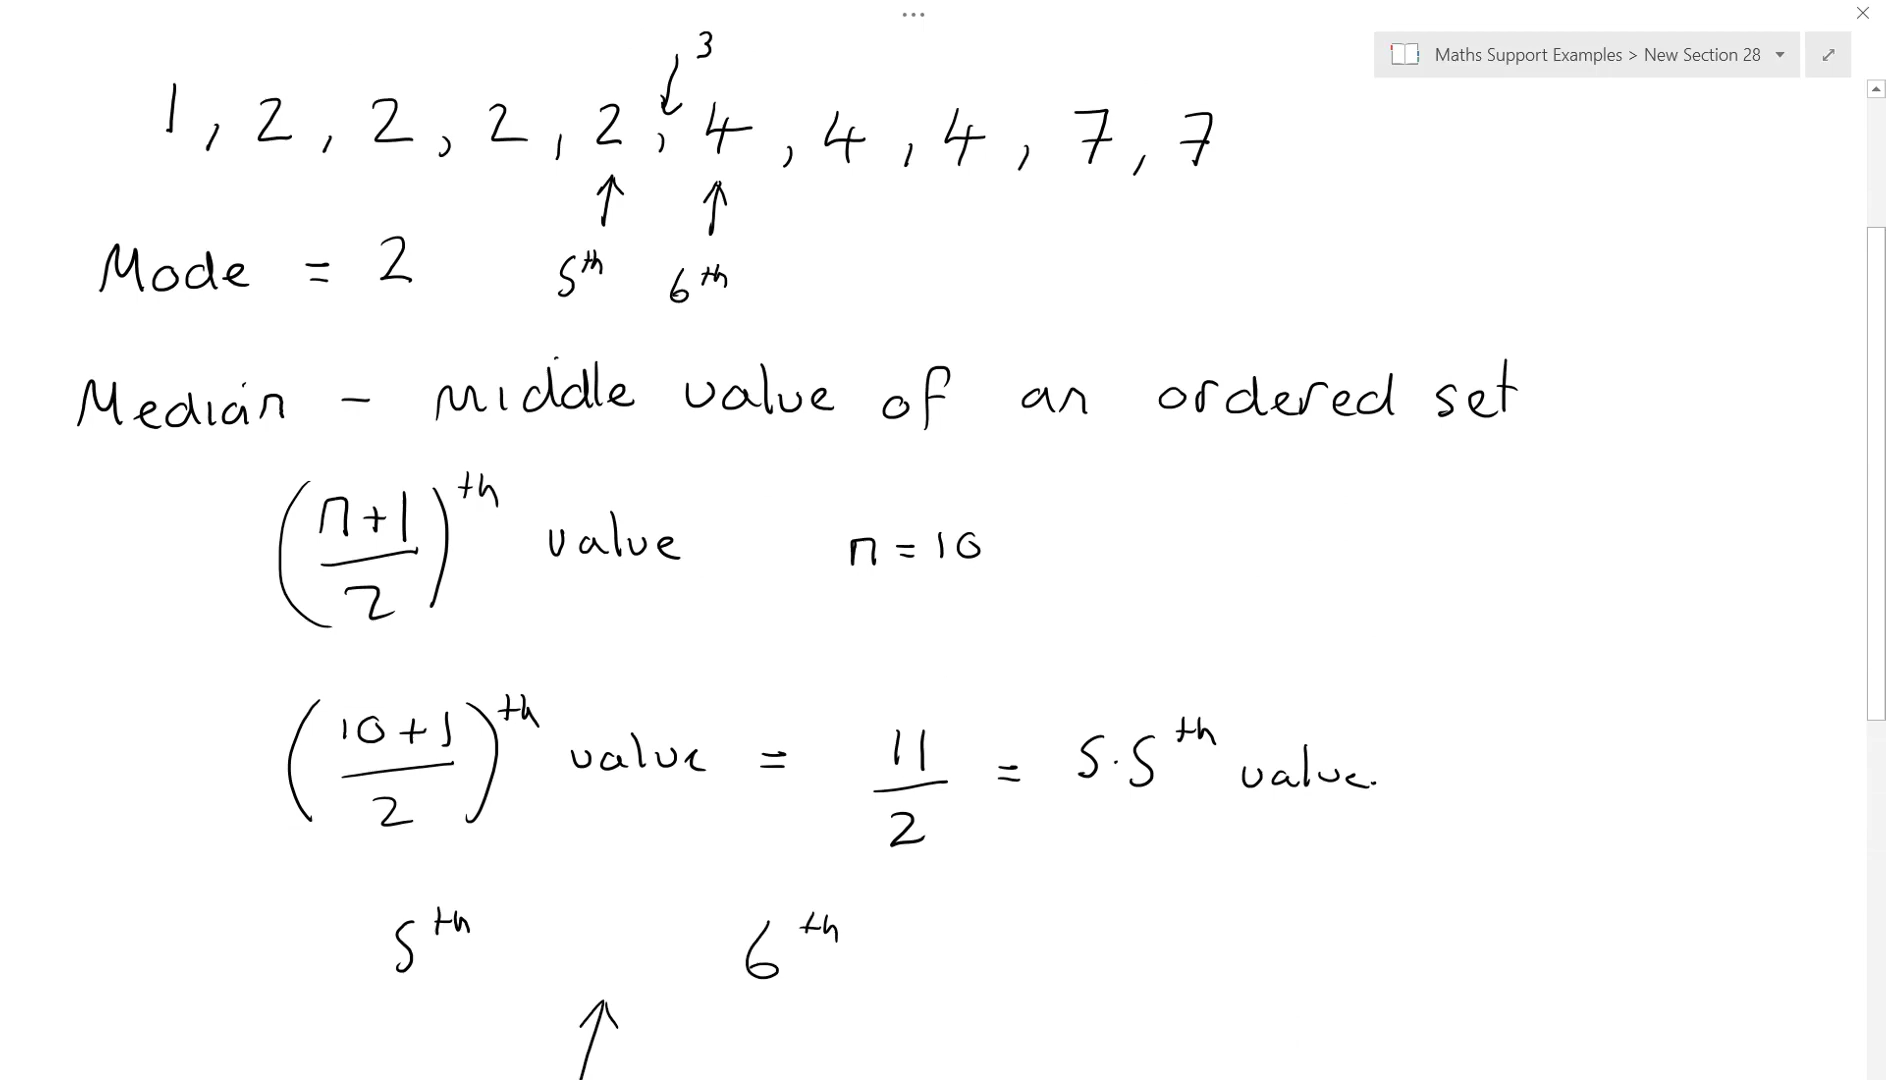 ...
Maths Support Examples > New Section 28
3
1, 2, 2, 2, 2, 4, 4, 4, 7, 7
Mode = 2
5th 6th
Median - middle value of an ordered set
(n+1/2)th value n = 10
(10+1/2)th value = 11/2 = 5.5th value.
5th 6th